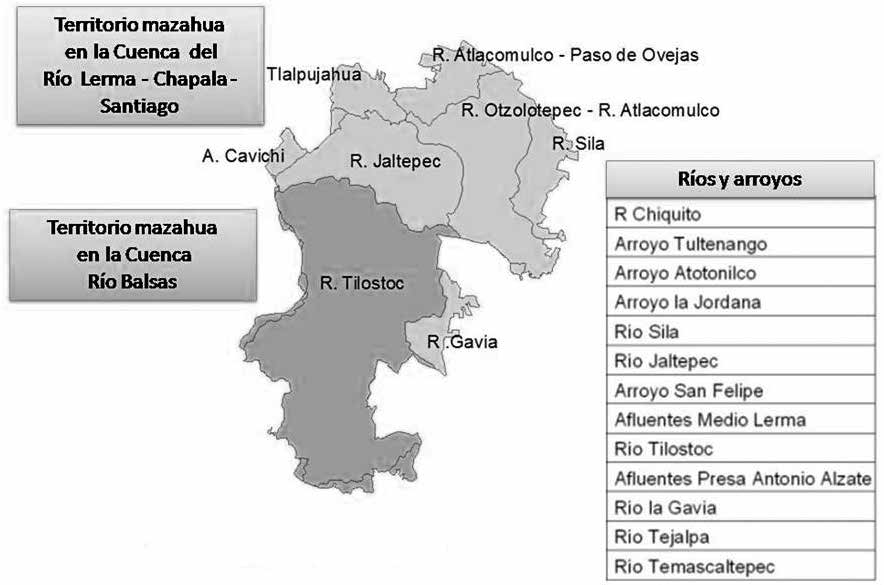 Territorio mazahua
en la Cuenca del
Río Lerma - Chapala -
Santiago
Territorio mazahua
en la Cuenca
Río Balsas
R. Atlacomulco - Paso de Ovejas
Tlalpujahua
R. Otzolotepec - R. Atlacomulco
R. Sila
A. Cavichi
R. Jaltepec
R. Tilostoc
R .Gavia
Ríos y arroyos
R Chiquito
Arroyo Tultenango
Arroyo Atotonilco
Arroyo la Jordana
Rio Sila
Rio Jaltepec
Arroyo San Felipe
Afluentes Medio Lerma
Rio Tilostoc
Afluentes Presa Antonio Alzate
Rio la Gavia
Rio Tejalpa
Rio Temascaltepec